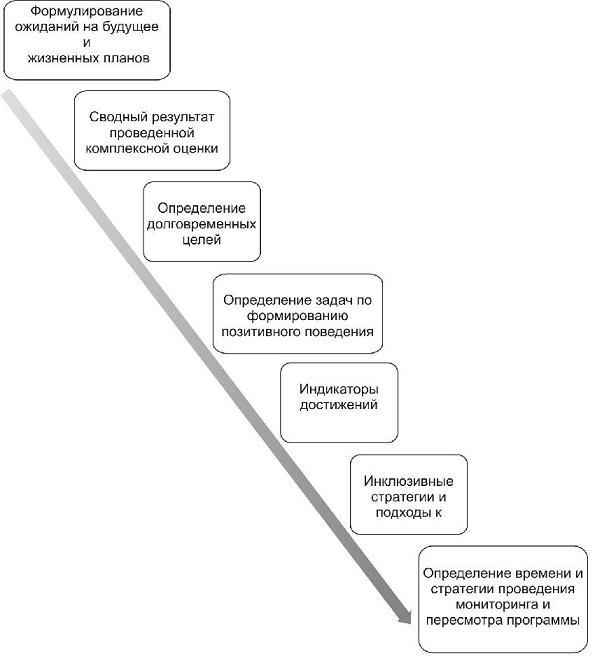 Формулирование
ожиданий на будущее
и
жизненных планов
Сводный результат
проведенной
комплексной оценки
Определение
долговременных
целей
Определение задач по
формированию
позитивного поведения
Индикаторы
достижений
Инклюзивные
стратегии и
подходы к
Определение времени и
стратегии проведения
мониторинга и
пересмотра программы